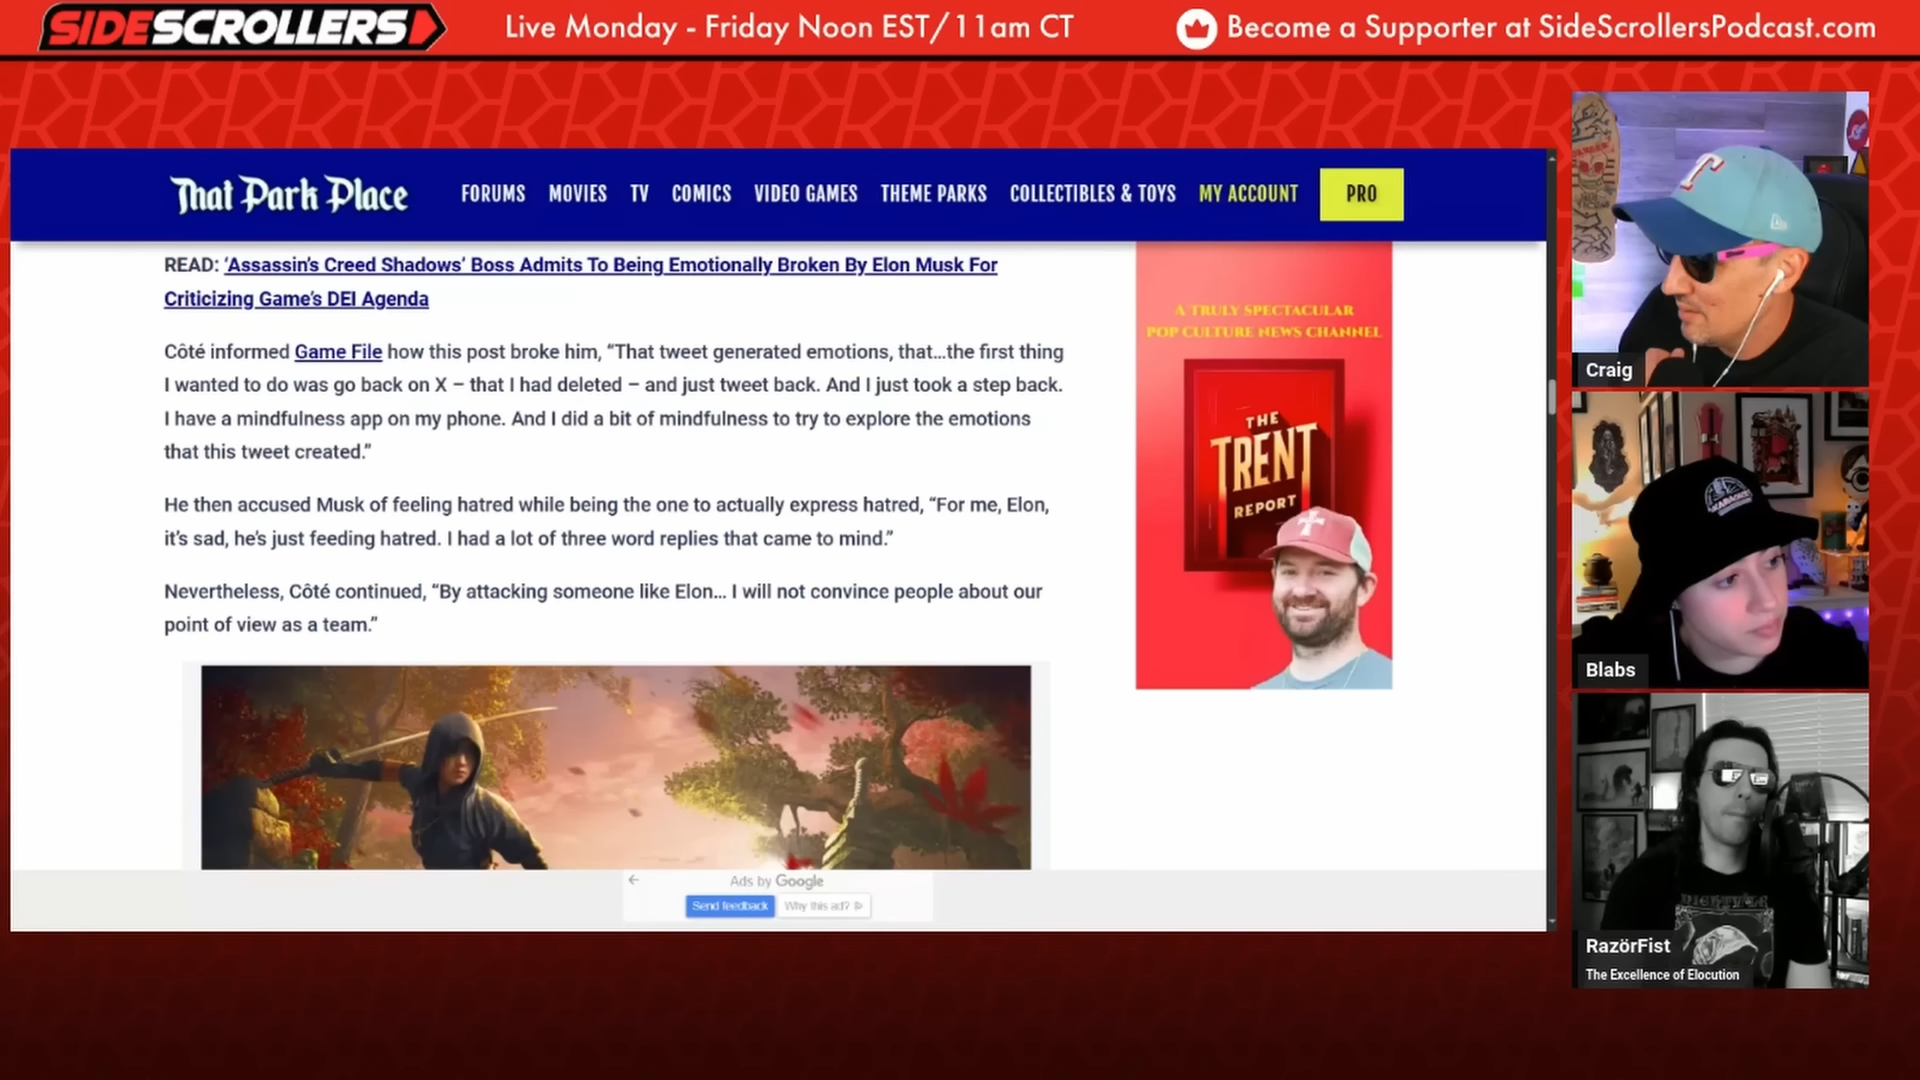 SIDESCROLLERS
Live Monday - Friday Noon EST/11am CT
Become a Supporter at SideScrollersPodcast.com
That Park Place
FORUMS MOVIES TV COMICS VIDEO GAMES THEME PARKS COLLECTIBLES & TOYS MY ACCOUNT PRO
READ: ‘Assassin’s Creed Shadows’ Boss Admits To Being Emotionally Broken By Elon Musk For
Criticizing Game’s DEI Agenda
Côté informed Game File how this post broke him, “That tweet generated emotions, that…the first thing
I wanted to do was go back on X – that I had deleted – and just tweet back. And I just took a step back.
I have a mindfulness app on my phone. And I did a bit of mindfulness to try to explore the emotions
that this tweet created.”
He then accused Musk of feeling hatred while being the one to actually express hatred, “For me, Elon,
it’s sad, he’s just feeding hatred. I had a lot of three word replies that came to mind.”
Nevertheless, Côté continued, “By attacking someone like Elon… I will not convince people about our
point of view as a team.”
A TRULY SPECTACULAR
POP CULTURE NEWS CHANNEL
THE
TRENT
REPORT
Ads by Google
Send feedback
Why this ad?
Craig
T
Blabs
RazörFist
The Excellence of Elocution